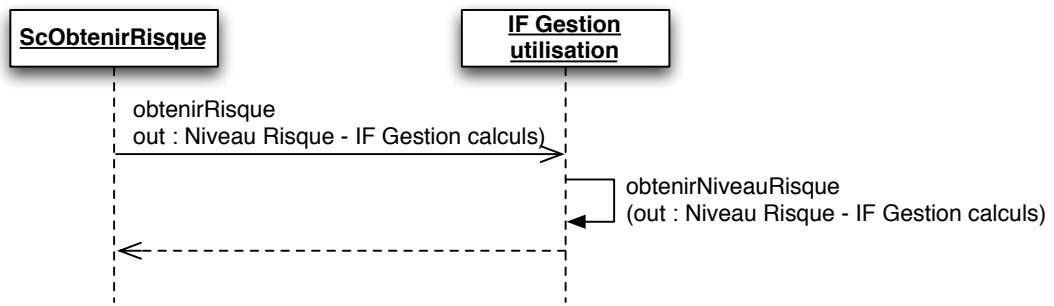 ScObtenirRisque
IF Gestion
utilisation
obtenirRisque
out : Niveau Risque - IF Gestion calculs)
obtenirNiveauRisque
(out : Niveau Risque - IF Gestion calculs)